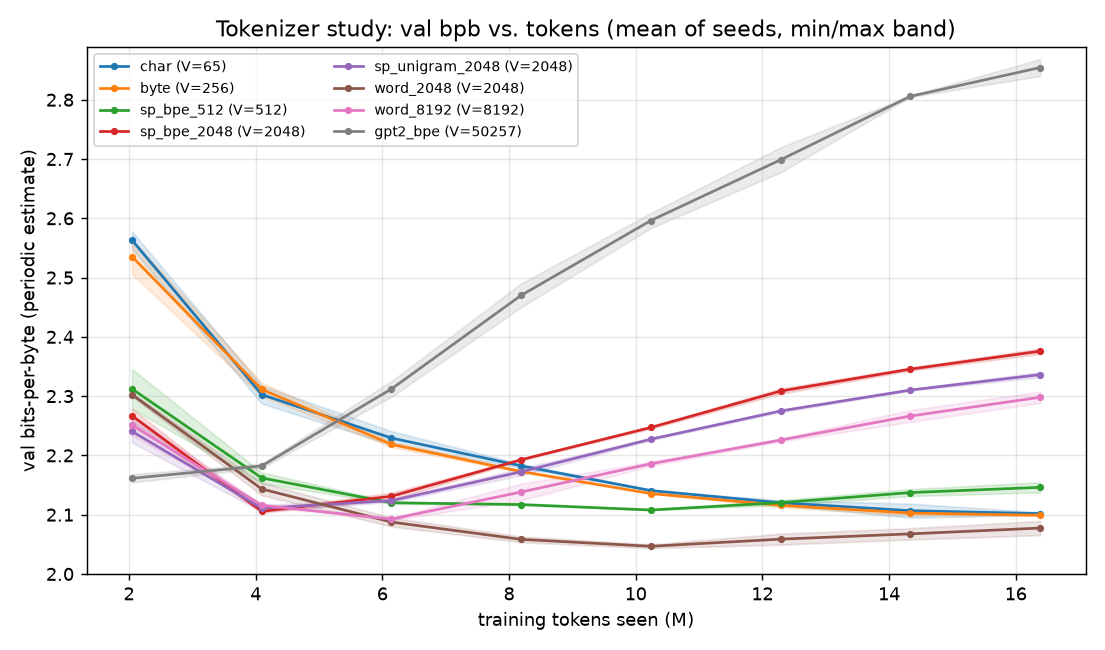 Tokenizer study: val bpb vs. tokens (mean of seeds, min/max band)
char (V=65)
byte (V=256)
sp_bpe_512 (V=512)
sp_bpe_2048 (V=2048)
sp_unigram_2048 (V=2048)
word_2048 (V=2048)
word_8192 (V=8192)
gpt2_bpe (V=50257)
val bits-per-byte (periodic estimate)
2.8
2.7
2.6
2.5
2.4
2.3
2.2
2.1
2.0
2 4 6 8 10 12 14 16
training tokens seen (M)